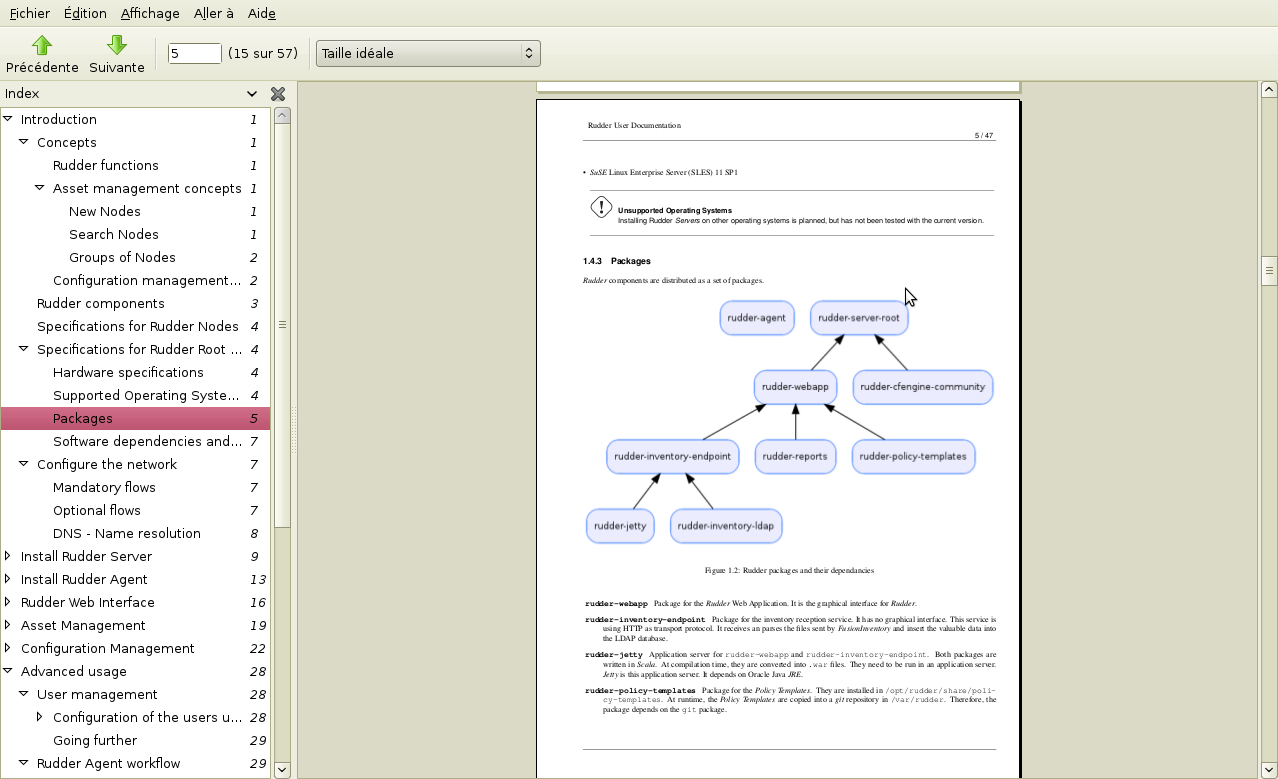 Fichier Édition Affichage Aller à Aide
Précédente Suivante 5 (15 sur 57) Taille idéale
Index
Introduction 1
Concepts 1
Rudder functions 1
Asset management concepts 1
New Nodes 1
Search Nodes 1
Groups of Nodes 2
Configuration management... 2
Rudder components 3
Specifications for Rudder Nodes 4
Specifications for Rudder Root ... 4
Hardware specifications 4
Supported Operating Syste... 4
Packages 5
Software dependencies and... 7
Configure the network 7
Mandatory flows 7
Optional flows 7
DNS - Name resolution 8
Install Rudder Server 9
Install Rudder Agent 13
Rudder Web Interface 16
Asset Management 19
Configuration Management 22
Advanced usage 28
User management 28
Configuration of the users u... 28
Going further 29
Rudder Agent workflow 29
Rudder User Documentation
5 / 47
• SuSE Linux Enterprise Server (SLES) 11 SP1
Unsupported Operating Systems
Installing Rudder Servers on other operating systems is planned, but has not been tested with the current version.
1.4.3 Packages
Rudder components are distributed as a set of packages.
rudder-agent rudder-server-root
rudder-webapp rudder-cfengine-community
rudder-inventory-endpoint rudder-reports rudder-policy-templates
rudder-jetty rudder-inventory-ldap
Figure 1.2: Rudder packages and their dependancies
rudder-webapp Package for the Rudder Web Application. It is the graphical interface for Rudder.
rudder-inventory-endpoint Package for the inventory reception service. It has no graphical interface. This service is
using HTTP as transport protocol. It receives an parses the files sent by FusionInventory and insert the valuable data into
the LDAP database.
rudder-jetty Application server for rudder-webapp and rudder-inventory-endpoint. Both packages are
written in Scala. At compilation time, they are converted into .war files. They need to be run in an application server.
Jetty is this application server. It depends on Oracle Java JRE.
rudder-policy-templates Package for the Policy Templates. They are installed in /opt/rudder/share/poli-
cy-templates. At runtime, the Policy Templates are copied into a git repository in /var/rudder. Therefore, the
package depends on the git package.